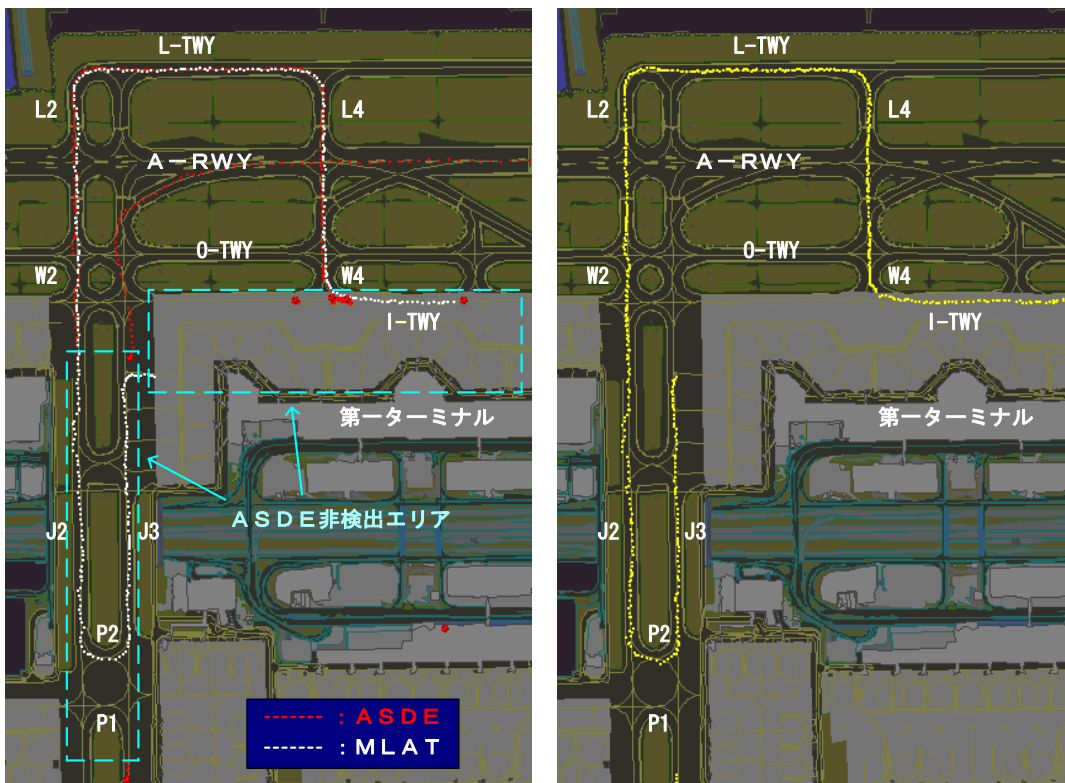 L-TWY
L2
L4
A-RWY
O-TWY
W2
W4
I-TWY
第一ターミナル
J2
J3
ASDE非検出エリア
P2
P1
:ASDE
:MLAT
L-TWY
L2
L4
A-RWY
O-TWY
W2
W4
I-TWY
第一ターミナル
J2
J3
P2
P1